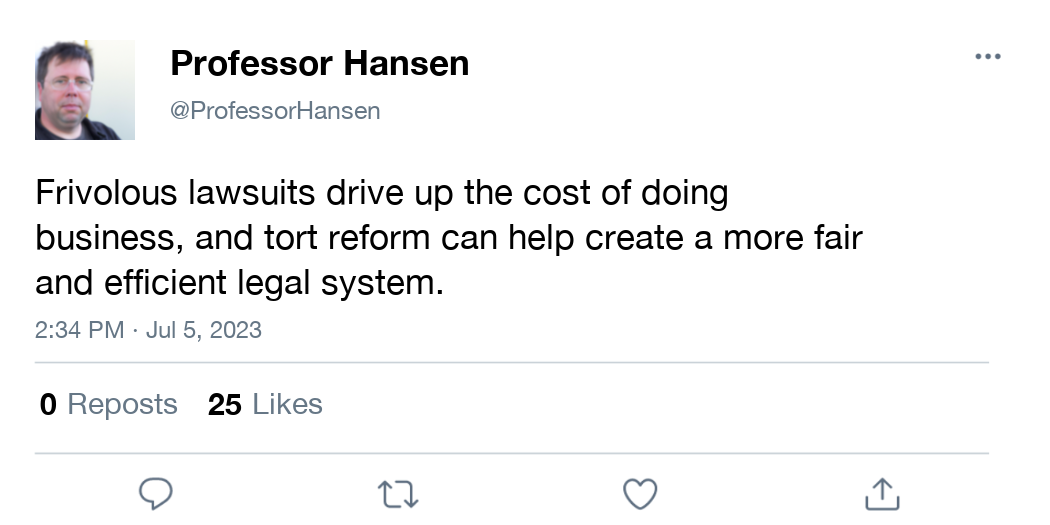 Professor Hansen
@ProfessorHansen
Frivolous lawsuits drive up the cost of doing
business, and tort reform can help create a more fair
and efficient legal system.
2:34 PM · Jul 5, 2023
0 Reposts 25 Likes